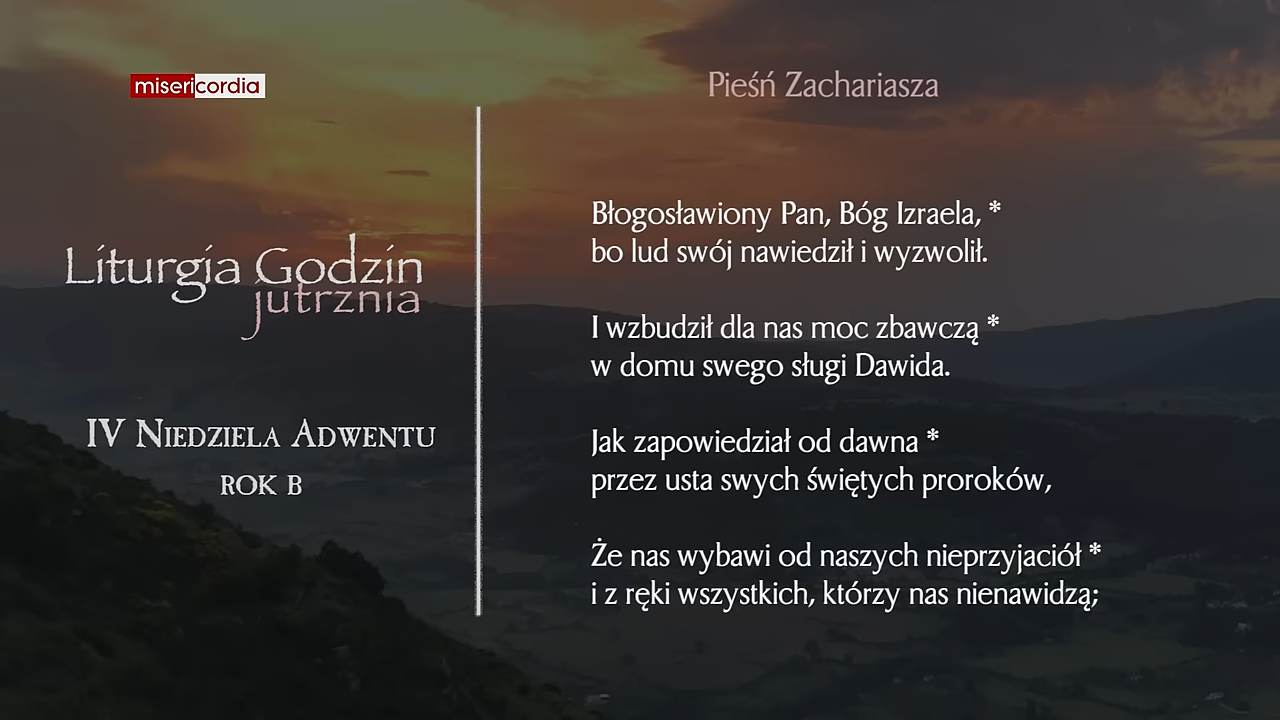 misericordia
Liturgia Godzin
jutrznia
IV Niedziela Adwentu
rok B
Pieśń Zachariasza
Błogosławiony Pan, Bóg Izraela, *
bo lud swój nawiedził i wyzwolił.
I wzbudził dla nas moc zbawczą *
w domu swego sługi Dawida.
Jak zapowiedział od dawna *
przez usta swych świętych proroków,
Że nas wybawi od naszych nieprzyjaciół *
i z ręki wszystkich, którzy nas nienawidzą;